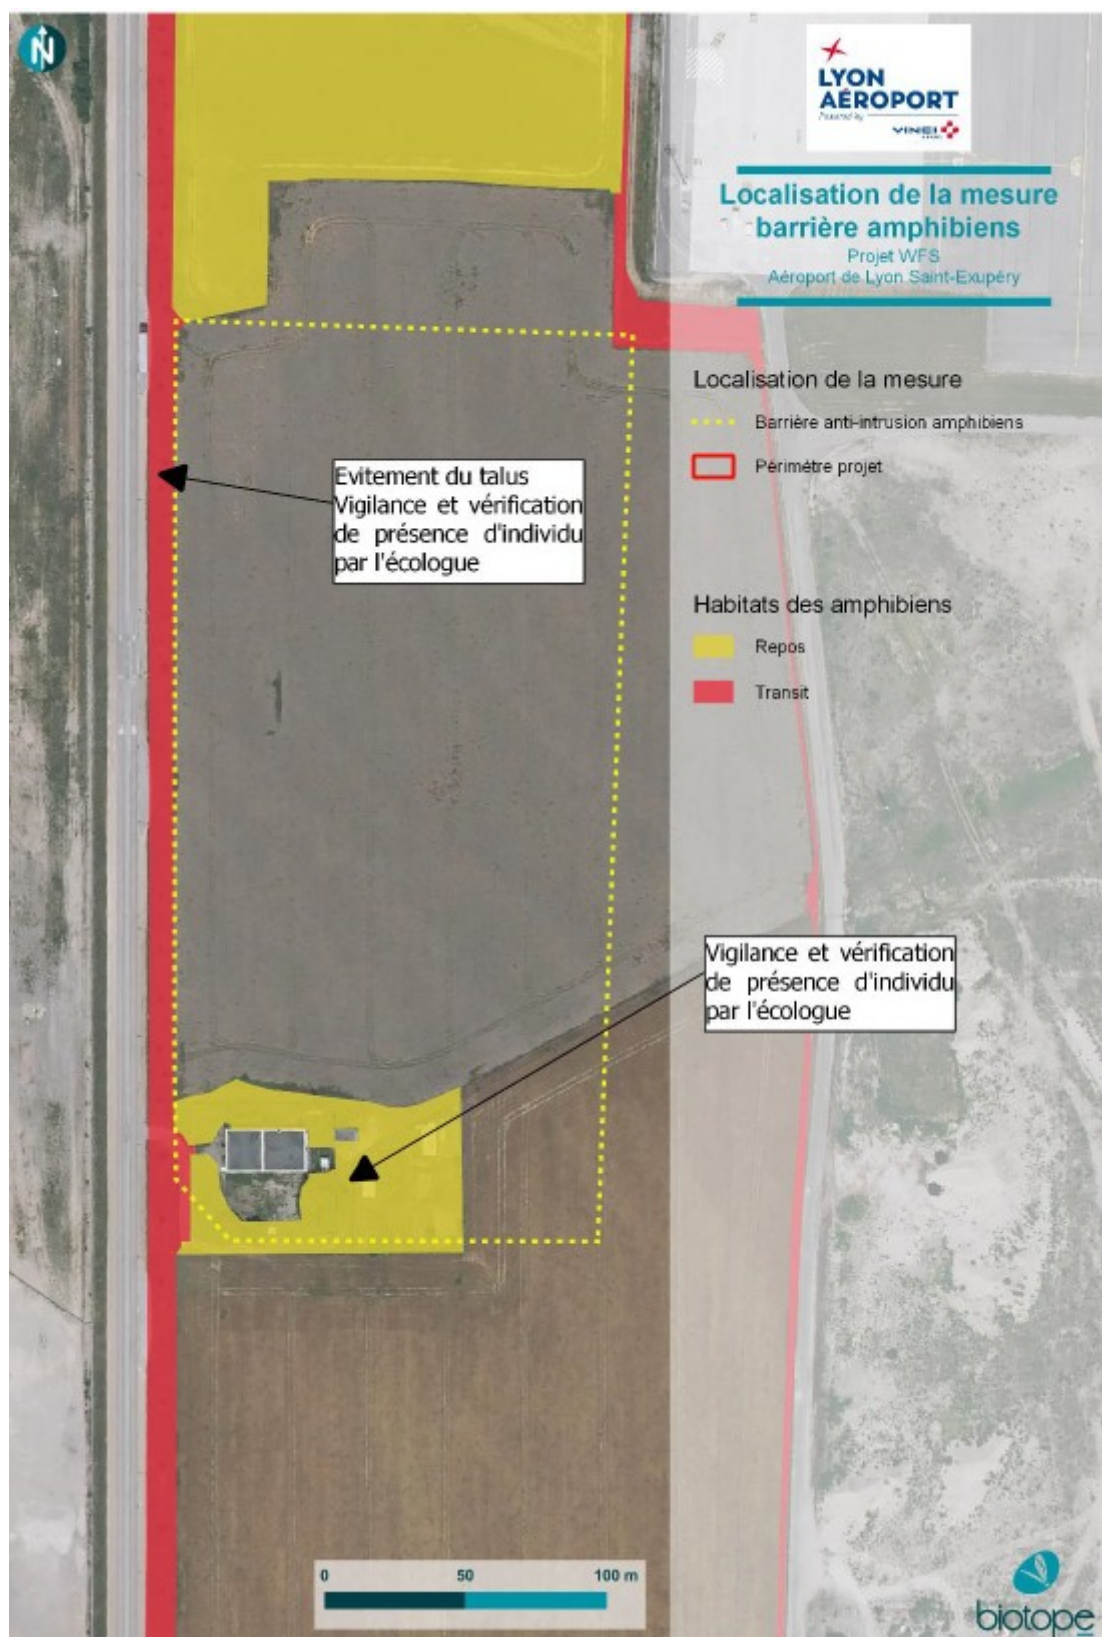 N
LYON
AÉROPORT
Powered by
VINCI
Localisation de la mesure
barrière amphibiens
Projet WFS
Aéroport de Lyon Saint-Exupéry
Localisation de la mesure
Barrière anti-intrusion amphibiens
Périmètre projet
Evitement du talus
Vigilance et vérification
de présence d'individu
par l'écologue
Habitats des amphibiens
Repos
Transit
Vigilance et vérification
de présence d'individu
par l'écologue
0 50 100 m
biotope